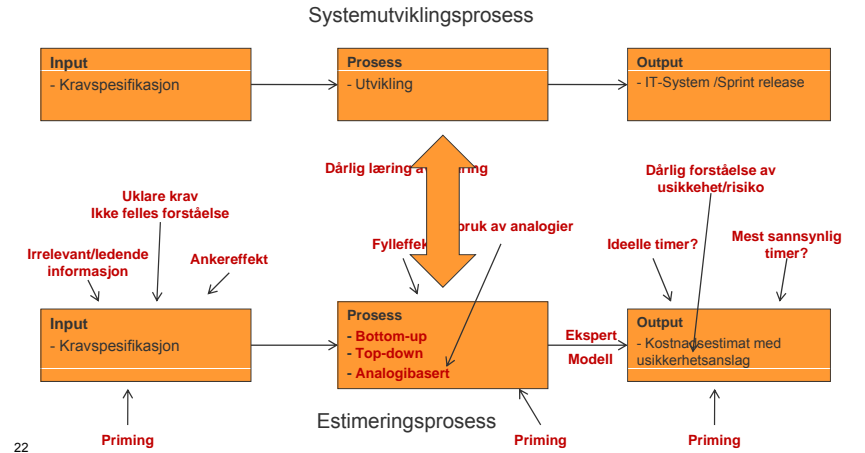 Systemutviklingsprosess
Input
- Kravspesifikasjon
Prosess
- Utvikling
Output
- IT-System /Sprint release
Dårlig læring a
ring
Dårlig forståelse av
usikkehet/risiko
Uklare krav
Ikke felles forståelse
Irrelevant/ledende
informasjon
Ankereffekt
Fylleffek
bruk av analogier
Ideelle timer?
Mest sannsynlig
timer?
Input
- Kravspesifikasjon
Prosess
- Bottom-up
- Top-down
- Analogibasert
Ekspert
Modell
Output
- Kostnadsestimat med
usikkerhetsanslag
Estimeringsprosess
Priming
Priming
Priming
22